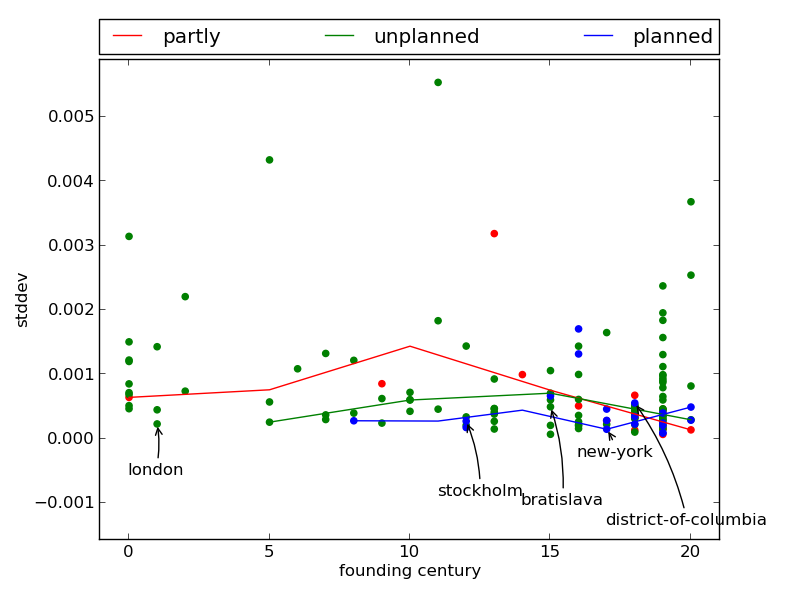 partly unplanned planned
0.005
0.004
0.003
0.002
stddev
0.001
0.000
−0.001
london
stockholm
bratislava
new-york
district-of-columbia
0 5 10 15 20
founding century